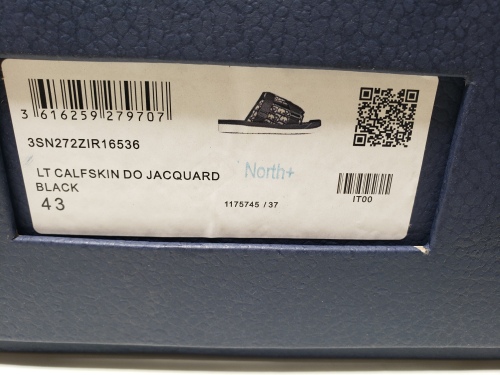 3 616259 279707
3SN272ZIR16536
LT CALFSKIN DO JACQUARD
BLACK
43
North+
1175745 / 37
IT00